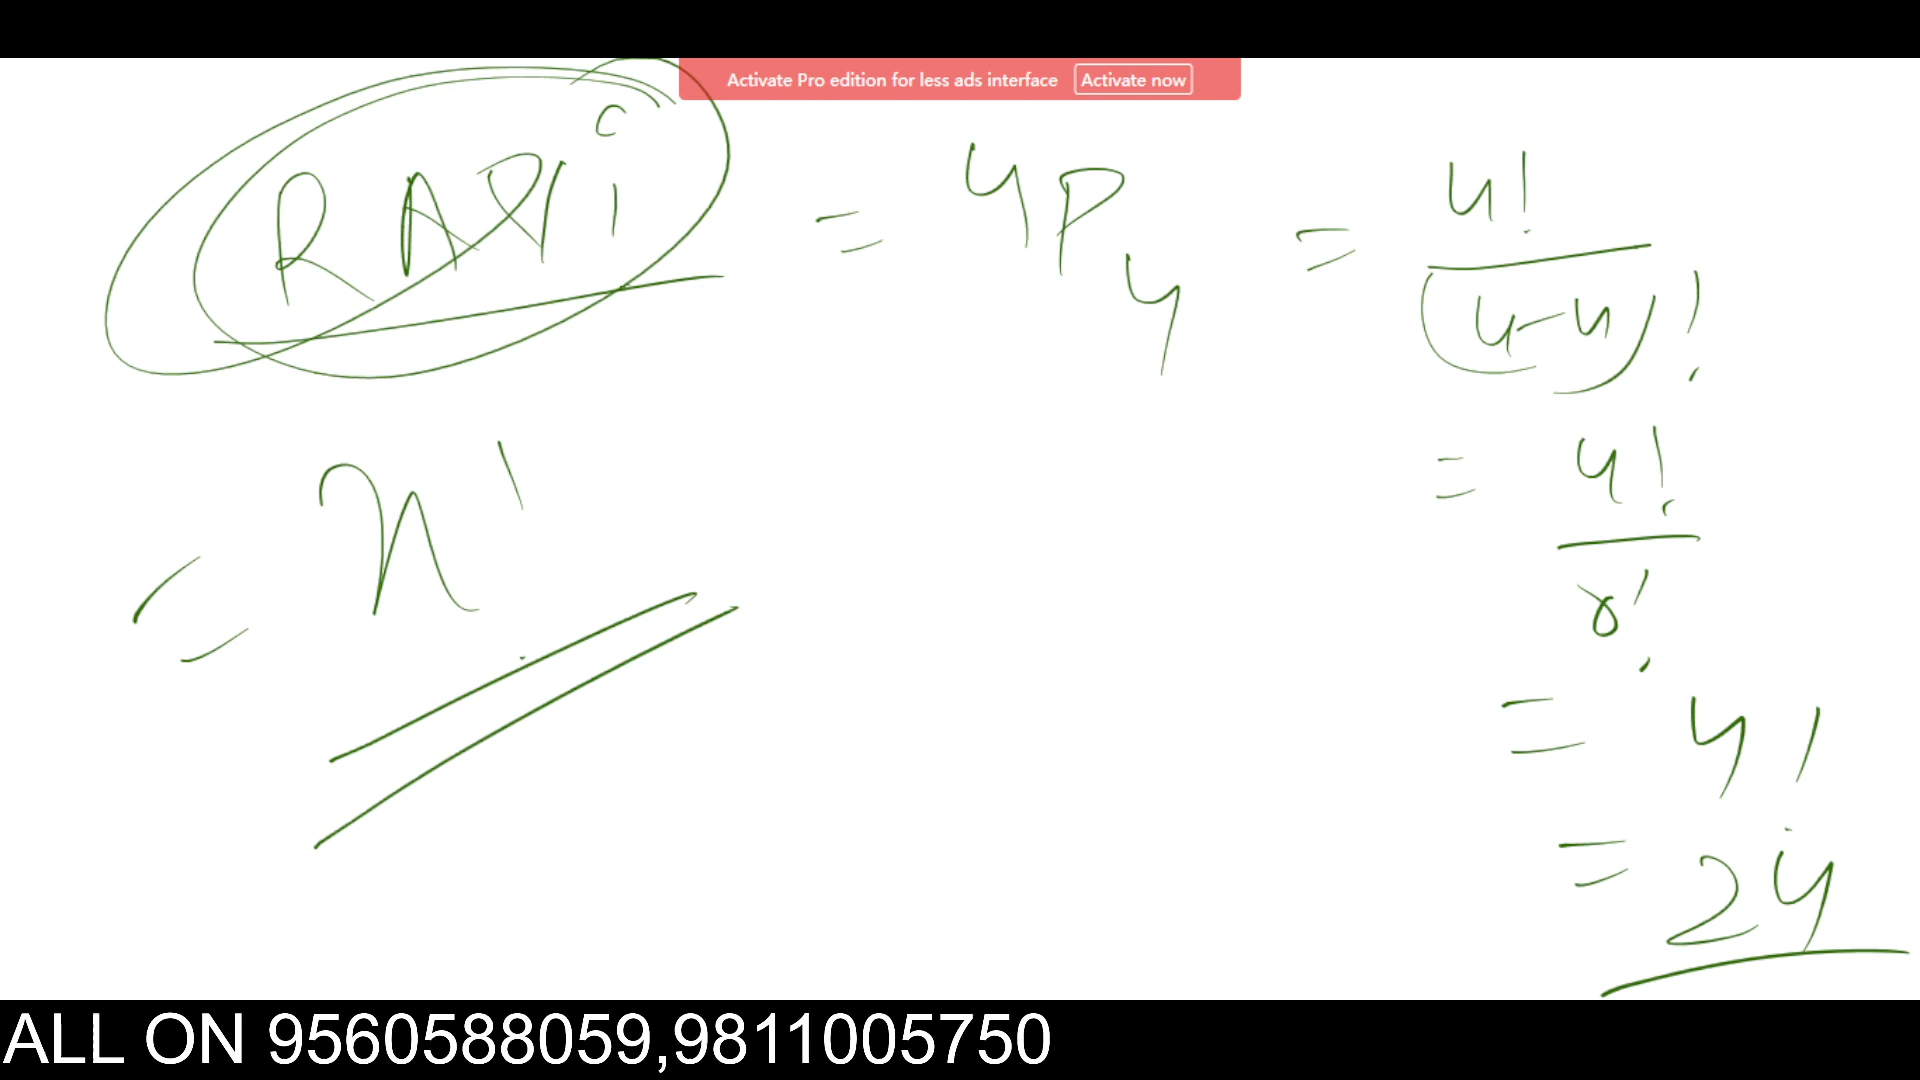 Activate Pro edition for less ads interface Activate now
= 4P4 = 4!
(4-4)!
= 4!
0!
= n!
= 4!
= 24
ALL ON 9560588059,9811005750